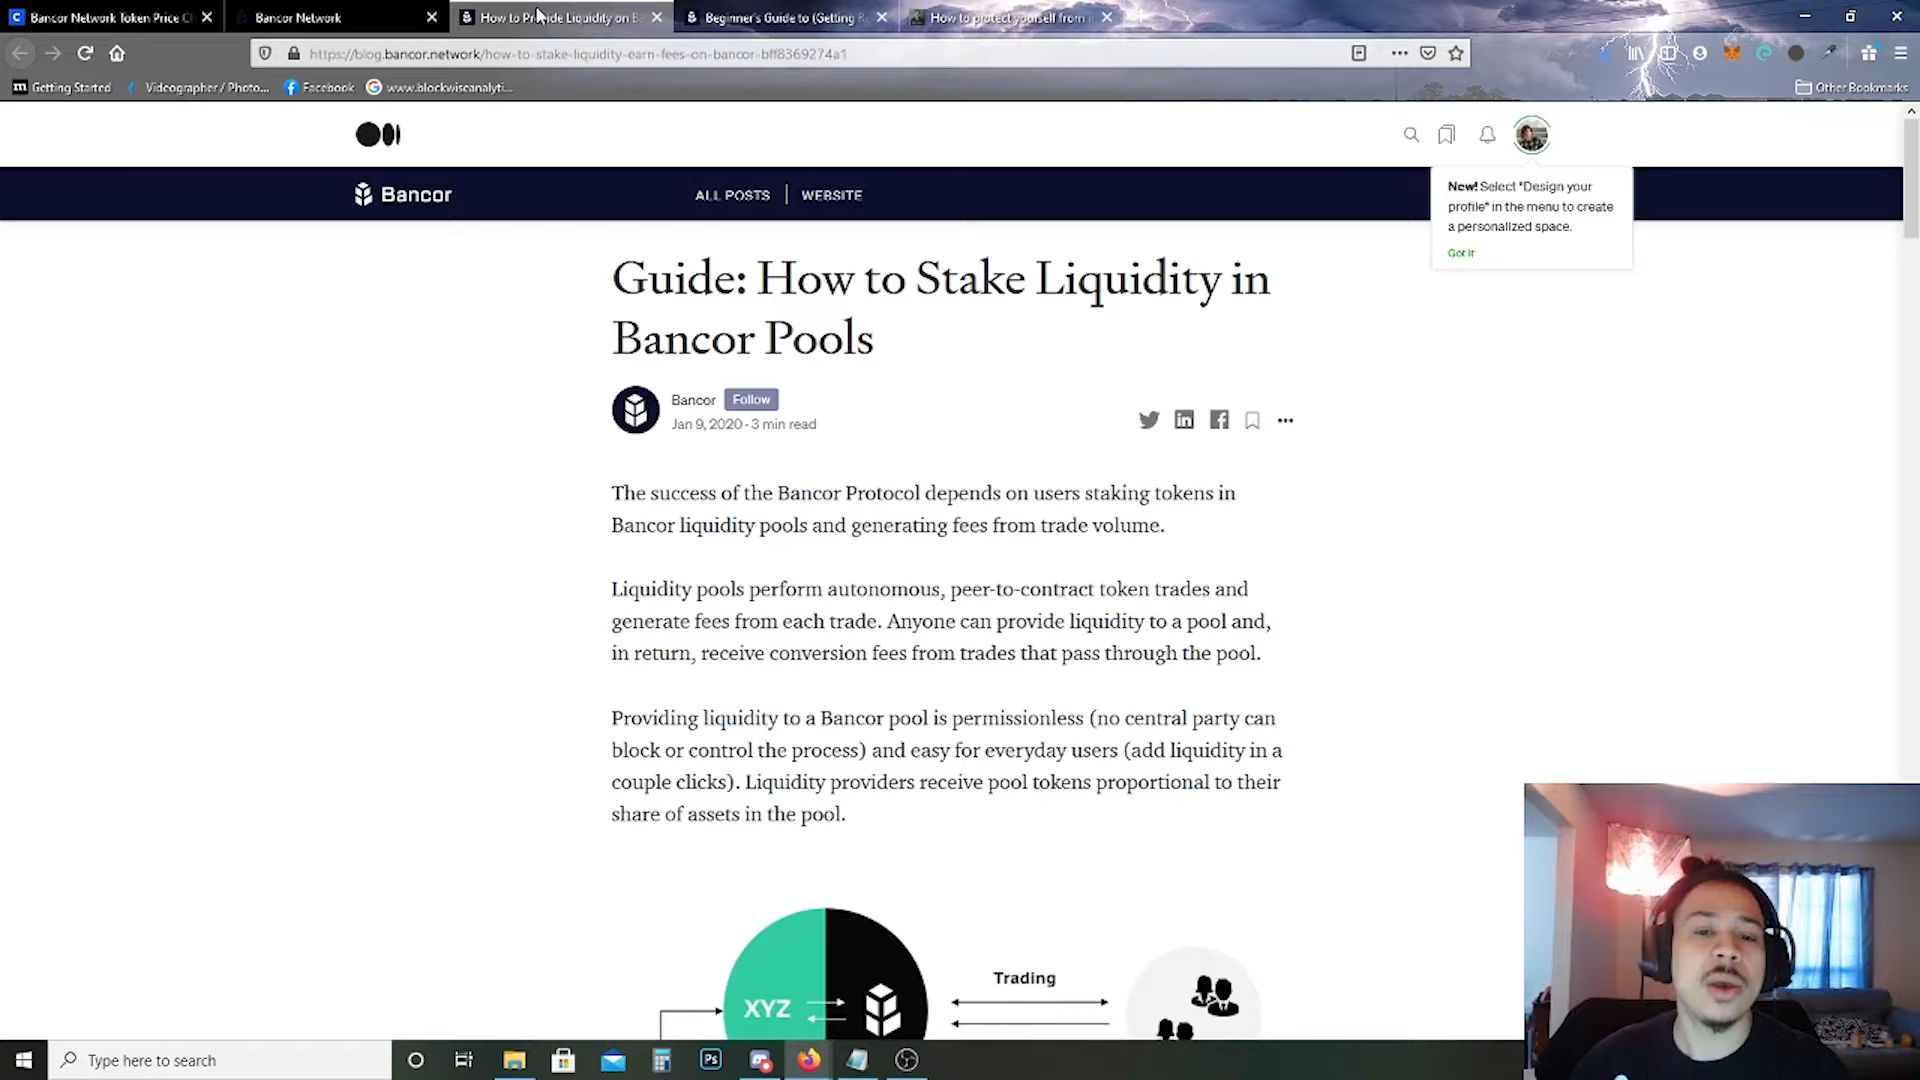 Bancor Network Token Price C
Bancor Network
How to Provide Liquidity on B
Beginner's Guide to (Getting R
How to protect yourself from i
https://blog.bancor.network/how-to-stake-liquidity-earn-fees-on-bancor-bff8369274a1
Getting Started
Videographer / Photo...
Facebook
www.blockwiseanalyti...
Other Bookmarks
Bancor
ALL POSTS
WEBSITE
New! Select "Design your
profile" in the menu to create
a personalized space.
Got it
Guide: How to Stake Liquidity in
Bancor Pools
Bancor
Follow
Jan 9, 2020 · 3 min read
The success of the Bancor Protocol depends on users staking tokens in
Bancor liquidity pools and generating fees from trade volume.
Liquidity pools perform autonomous, peer-to-contract token trades and
generate fees from each trade. Anyone can provide liquidity to a pool and,
in return, receive conversion fees from trades that pass through the pool.
Providing liquidity to a Bancor pool is permissionless (no central party can
block or control the process) and easy for everyday users (add liquidity in a
couple clicks). Liquidity providers receive pool tokens proportional to their
share of assets in the pool.
Trading
XYZ
Type here to search
Ps